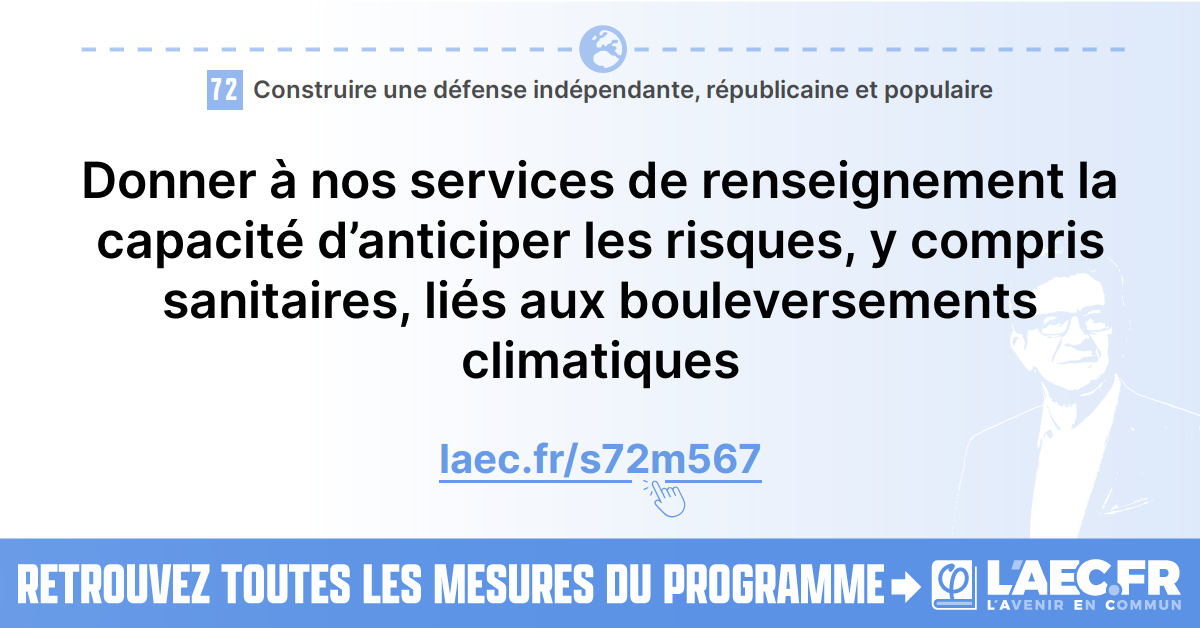 72 Construire une défense indépendante, républicaine et populaire
Donner à nos services de renseignement la
capacité d’anticiper les risques, y compris
sanitaires, liés aux bouleversements
climatiques
laec.fr/s72m567
RETROUVEZ TOUTES LES MESURES DU PROGRAMME
φ L'AEC.FR
L'AVENIR EN COMMUN